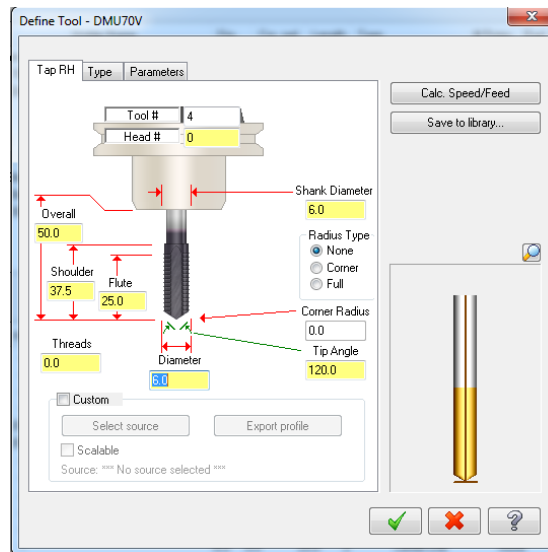 Define Tool - DMU70V
Tap RH Type Parameters
Calc. Speed/Feed
Save to library...
Tool # 4
Head # 0
Shank Diameter
6.0
Overall
50.0
Radius Type
None
Corner
Full
Shoulder
37.5
Flute
25.0
Corner Radius
0.0
Threads
0.0
Diameter
6.0
Tip Angle
120.0
Custom
Select source Export profile
Scalable
Source: *** No source selected ***
?